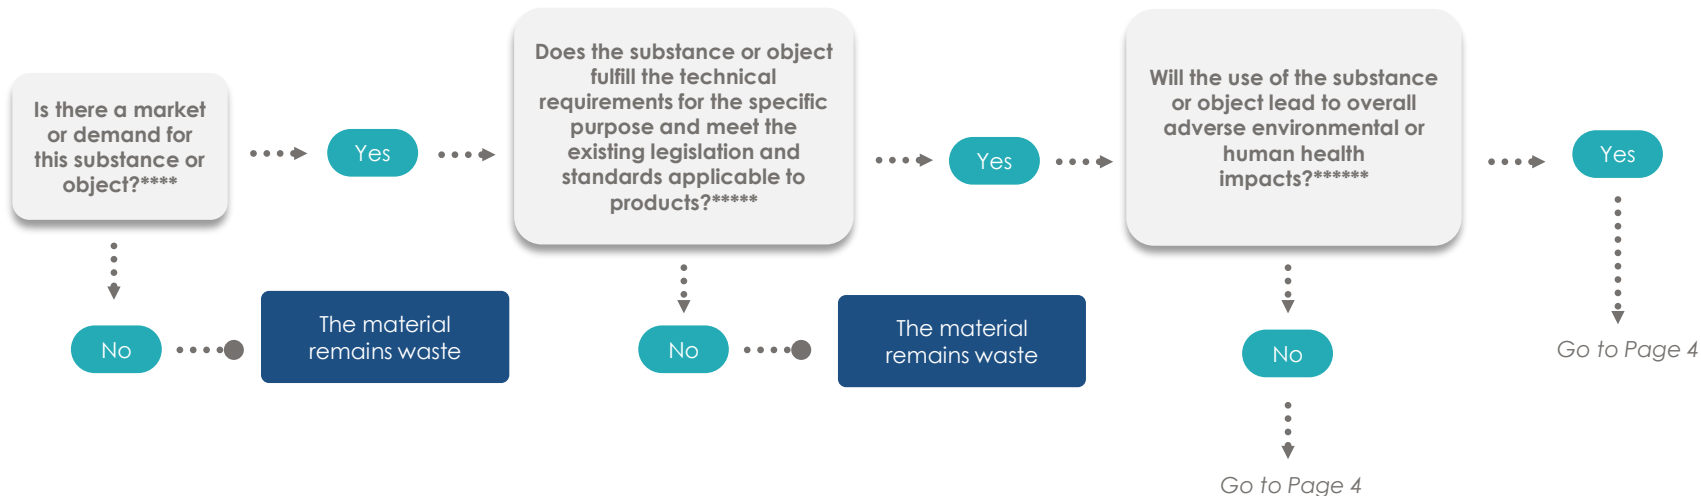 Is there a market
or demand for
this substance or
object?****
Yes
Does the substance or object
fulfill the technical
requirements for the specific
purpose and meet the
existing legislation and
standards applicable to
products?*****
Yes
Will the use of the substance
or object lead to overall
adverse environmental or
human health
impacts?******
Yes
No
The material
remains waste
No
The material
remains waste
No
Go to Page 4
Go to Page 4